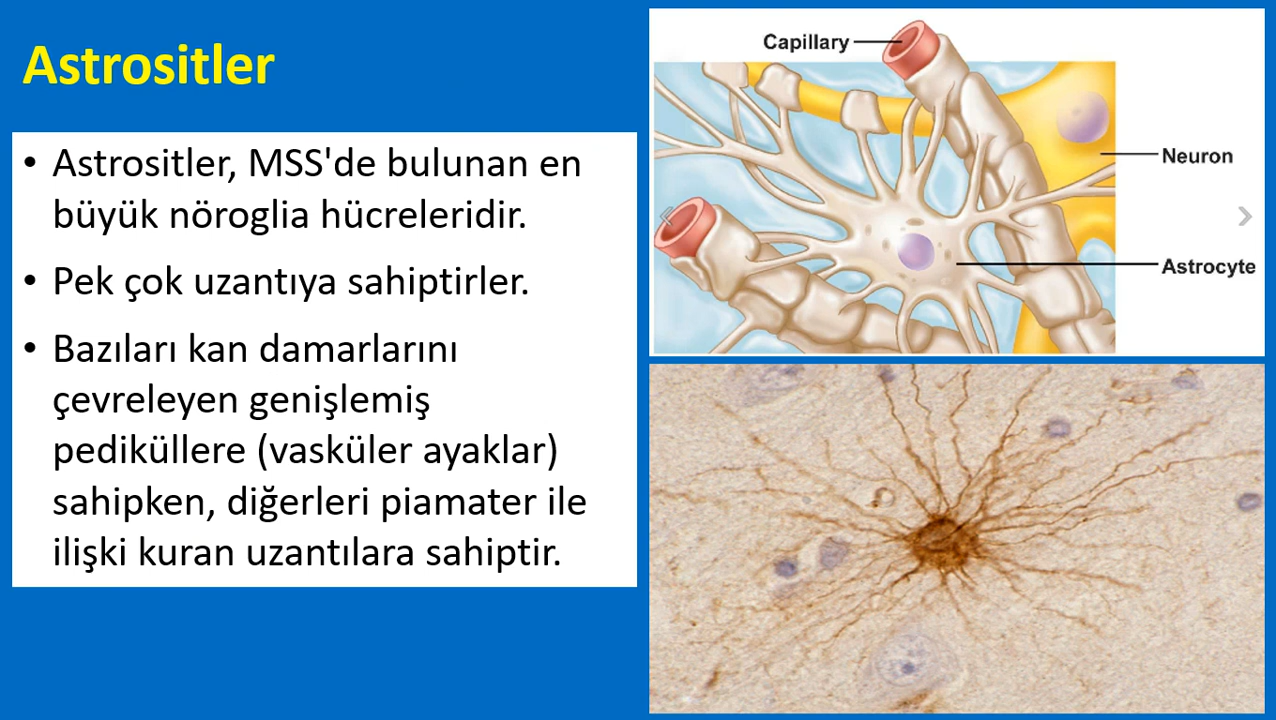 Astrositler
• Astrositler, MSS'de bulunan en
büyük nöroglia hücreleridir.
• Pek çok uzantıya sahiptirler.
• Bazıları kan damarlarını
çevreleyen genişlemiş
pediküllere (vasküler ayaklar)
sahipken, diğerleri piamater ile
ilişki kuran uzantılara sahiptir.
Capillary
Neuron
Astrocyte